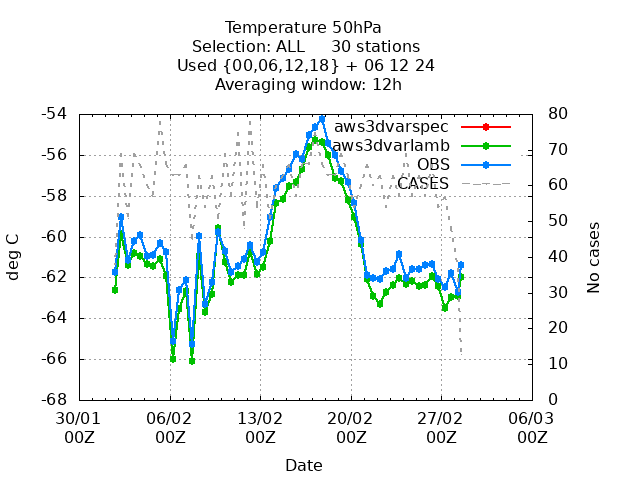 Temperature 50hPa
Selection: ALL 30 stations
Used {00,06,12,18} + 06 12 24
Averaging window: 12h
-54
-56
-58
-60
-62
-64
-66
-68
deg C
80
70
60
50
40
30
20
10
0
No cases
aws3dvarspec
aws3dvarlamb
OBS
CASES
30/01 06/02 13/02 20/02 27/02 06/03
00Z 00Z 00Z 00Z 00Z 00Z
Date